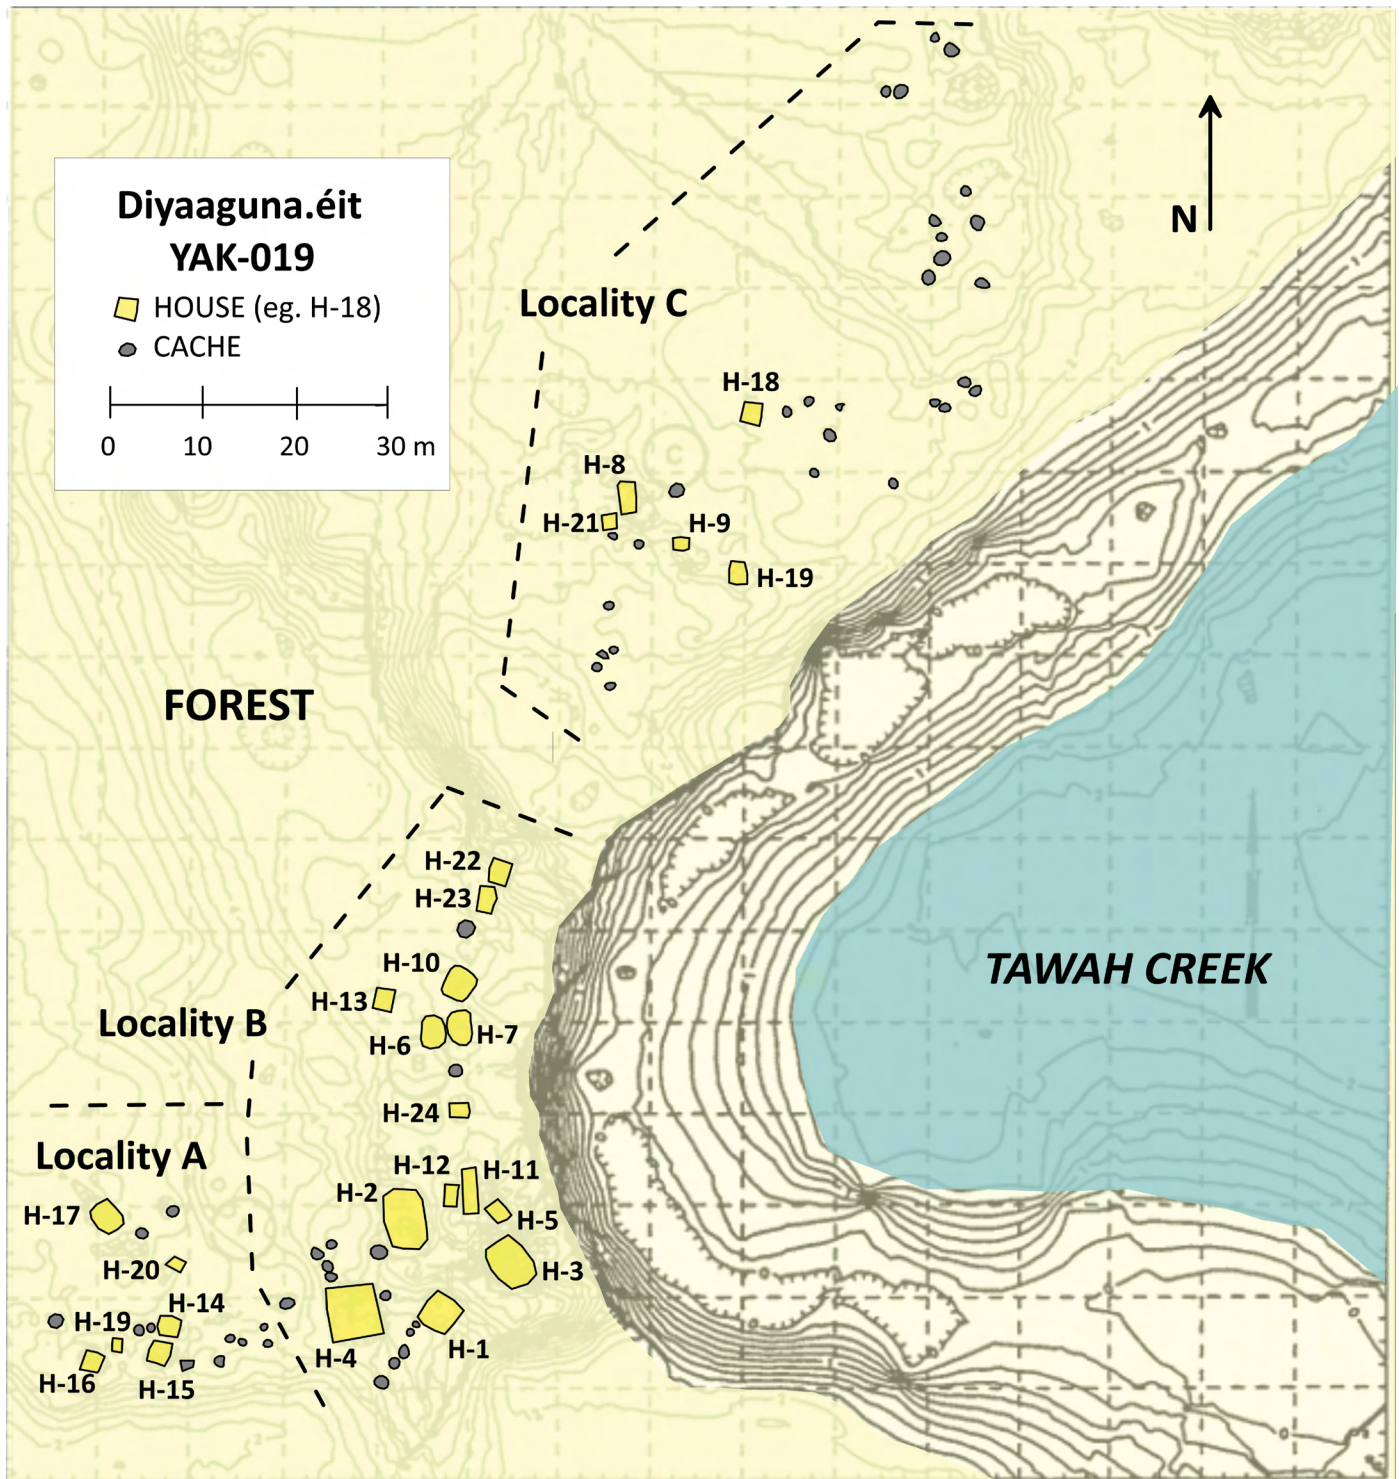 Diyaaguna.éit
YAK-019
HOUSE (eg. H-18)
CACHE
0 10 20 30 m
N
Locality C
H-18
H-8
H-21
H-9
H-19
FOREST
H-22
H-23
H-10
H-13
H-6
H-7
TAWAH CREEK
Locality B
H-24
Locality A
H-12
H-11
H-2
H-5
H-17
H-3
H-20
H-14
H-19
H-4
H-1
H-16
H-15